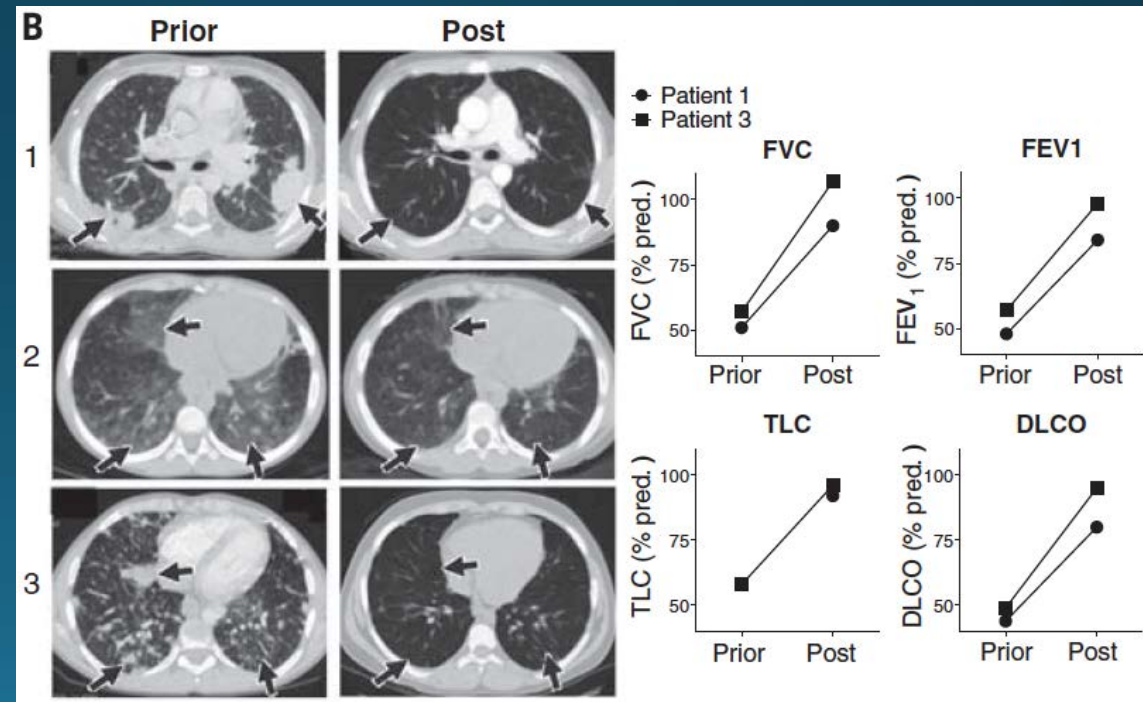 B
Prior Post
1
2
3
Patient 1
Patient 3
FVC
FVC (% pred.)
100
75
50
Prior Post
FEV1
FEV₁ (% pred.)
100
75
50
Prior Post
TLC
TLC (% pred.)
100
75
50
Prior Post
DLCO
DLCO (% pred.)
100
75
50
Prior Post